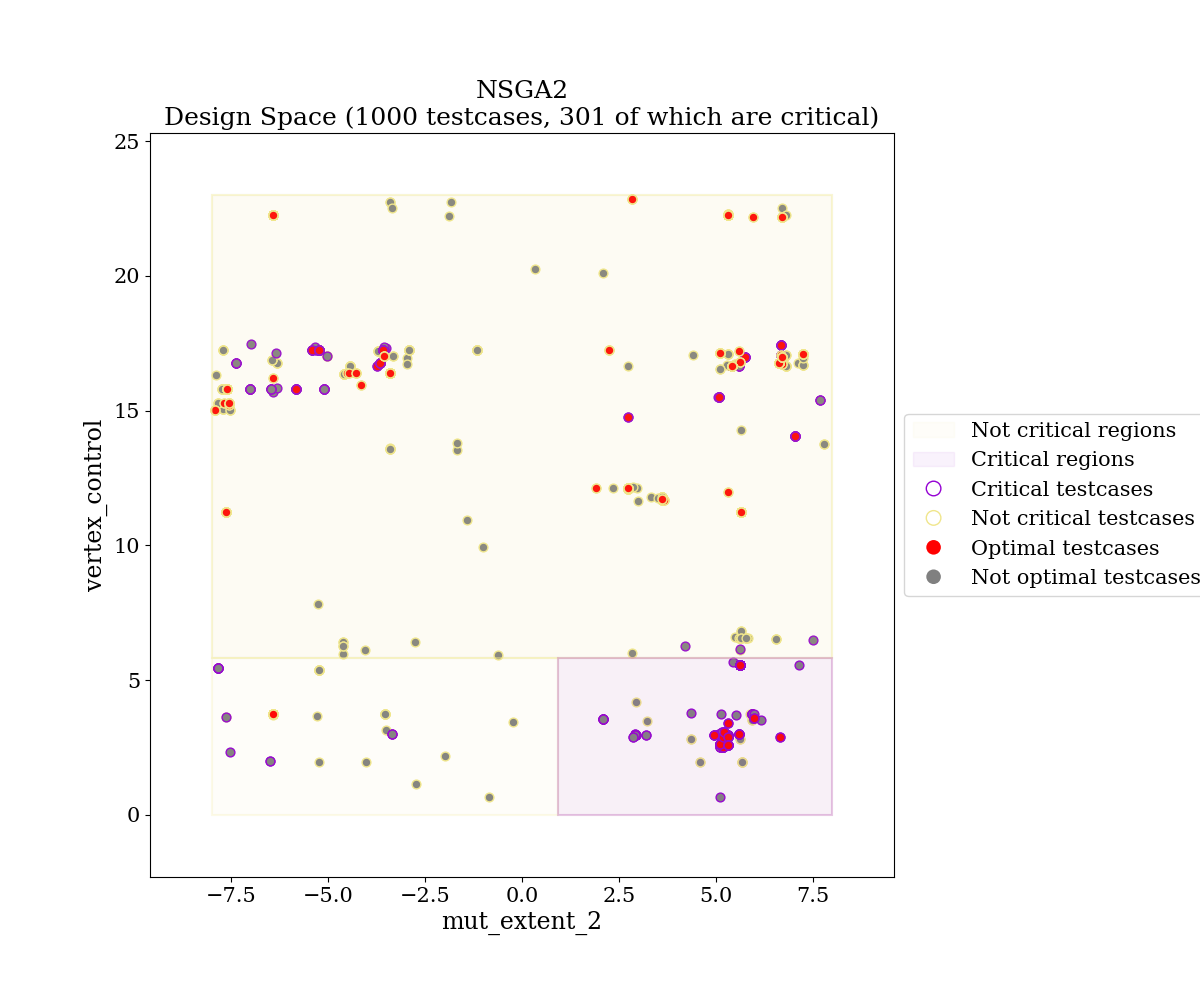 NSGA2
Design Space (1000 testcases, 301 of which are critical)
25
20
15
10
5
0
vertex_control
−7.5
−5.0
−2.5
0.0
2.5
5.0
7.5
mut_extent_2
Not critical regions
Critical regions
Critical testcases
Not critical testcases
Optimal testcases
Not optimal testcases